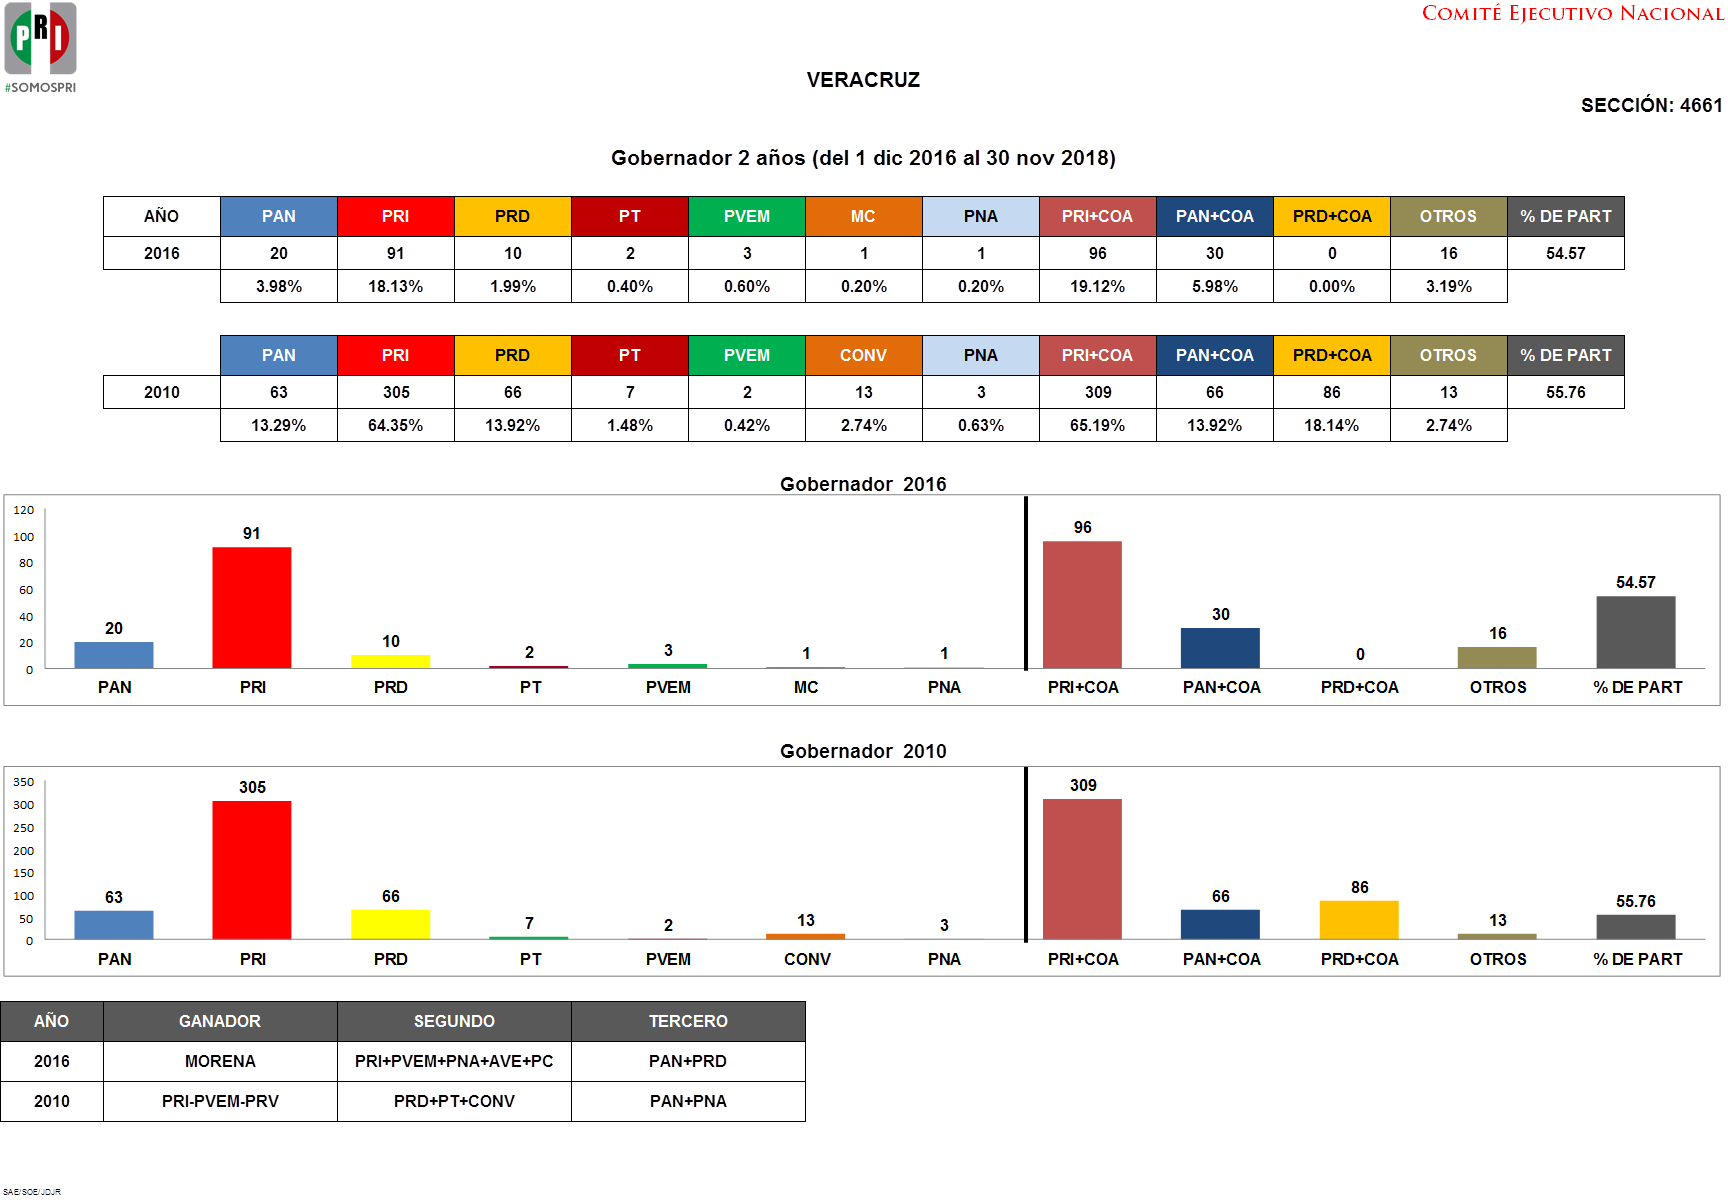 PRI
#SOMOSPRI
COMITÉ EJECUTIVO NACIONAL
VERACRUZ
SECCIÓN: 4661
Gobernador 2 años (del 1 dic 2016 al 30 nov 2018)
AÑO PAN PRI PRD PT PVEM MC PNA PRI+COA PAN+COA PRD+COA OTROS % DE PART
2016 20 91 10 2 3 1 1 96 30 0 16 54.57
3.98% 18.13% 1.99% 0.40% 0.60% 0.20% 0.20% 19.12% 5.98% 0.00% 3.19%
PAN PRI PRD PT PVEM CONV PNA PRI+COA PAN+COA PRD+COA OTROS % DE PART
2010 63 305 66 7 2 13 3 309 66 86 13 55.76
13.29% 64.35% 13.92% 1.48% 0.42% 2.74% 0.63% 65.19% 13.92% 18.14% 2.74%
Gobernador 2016
120
100
80
60
40
20
0
20 91 10 2 3 1 1 96 30 0 16 54.57
PAN PRI PRD PT PVEM MC PNA PRI+COA PAN+COA PRD+COA OTROS % DE PART
Gobernador 2010
350
300
250
200
150
100
50
0
63 305 66 7 2 13 3 309 66 86 13 55.76
PAN PRI PRD PT PVEM CONV PNA PRI+COA PAN+COA PRD+COA OTROS % DE PART
AÑO GANADOR SEGUNDO TERCERO
2016 MORENA PRI+PVEM+PNA+AVE+PC PAN+PRD
2010 PRI-PVEM-PRV PRD+PT+CONV PAN+PNA
SAE/SOE/JDJR